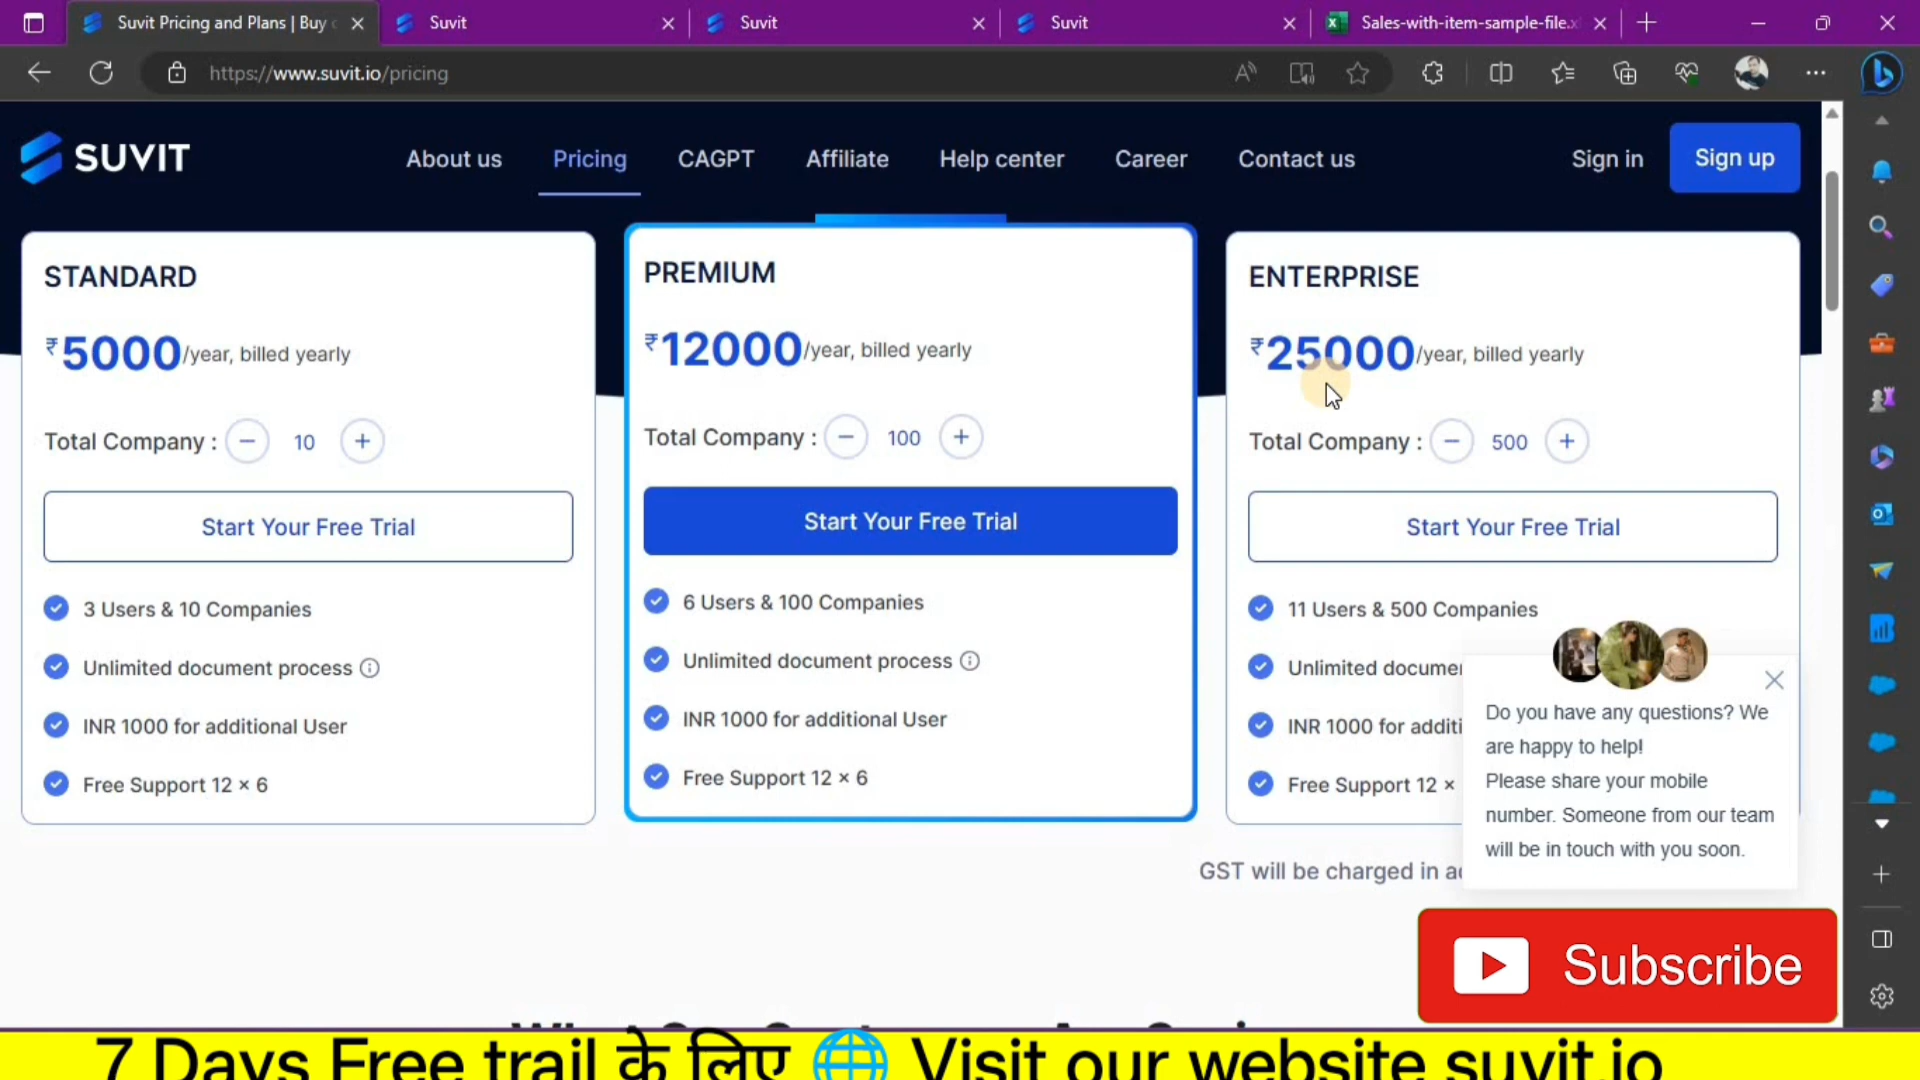 Suvit Pricing and Plans | Buy
Suvit
Suvit
Suvit
Sales-with-item-sample-file.x
https://www.suvit.io/pricing
SUVIT
About us
Pricing
CAGPT
Affiliate
Help center
Career
Contact us
Sign in
Sign up
STANDARD
₹5000/year, billed yearly
Total Company : − 10 +
Start Your Free Trial
3 Users & 10 Companies
Unlimited document process
INR 1000 for additional User
Free Support 12 × 6
PREMIUM
₹12000/year, billed yearly
Total Company : − 100 +
Start Your Free Trial
6 Users & 100 Companies
Unlimited document process
INR 1000 for additional User
Free Support 12 × 6
ENTERPRISE
₹25000/year, billed yearly
Total Company : − 500 +
Start Your Free Trial
11 Users & 500 Companies
Unlimited documen
INR 1000 for additi
Free Support 12 ×
Do you have any questions? We
are happy to help!
Please share your mobile
number. Someone from our team
will be in touch with you soon.
GST will be charged in a
Subscribe
7 Days Free trail के लिए 🌐 Visit our website suvit.io